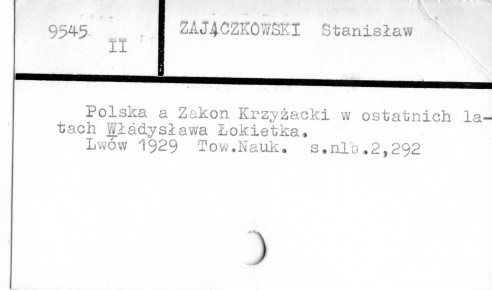 9545
II
ZAJĄCZKOWSKI Stanisław
Polska a Zakon Krzyżacki w ostatnich la-
tach Władysława Łokietka.
Lwów 1929 Tow.Nauk. s.nlb.2,292